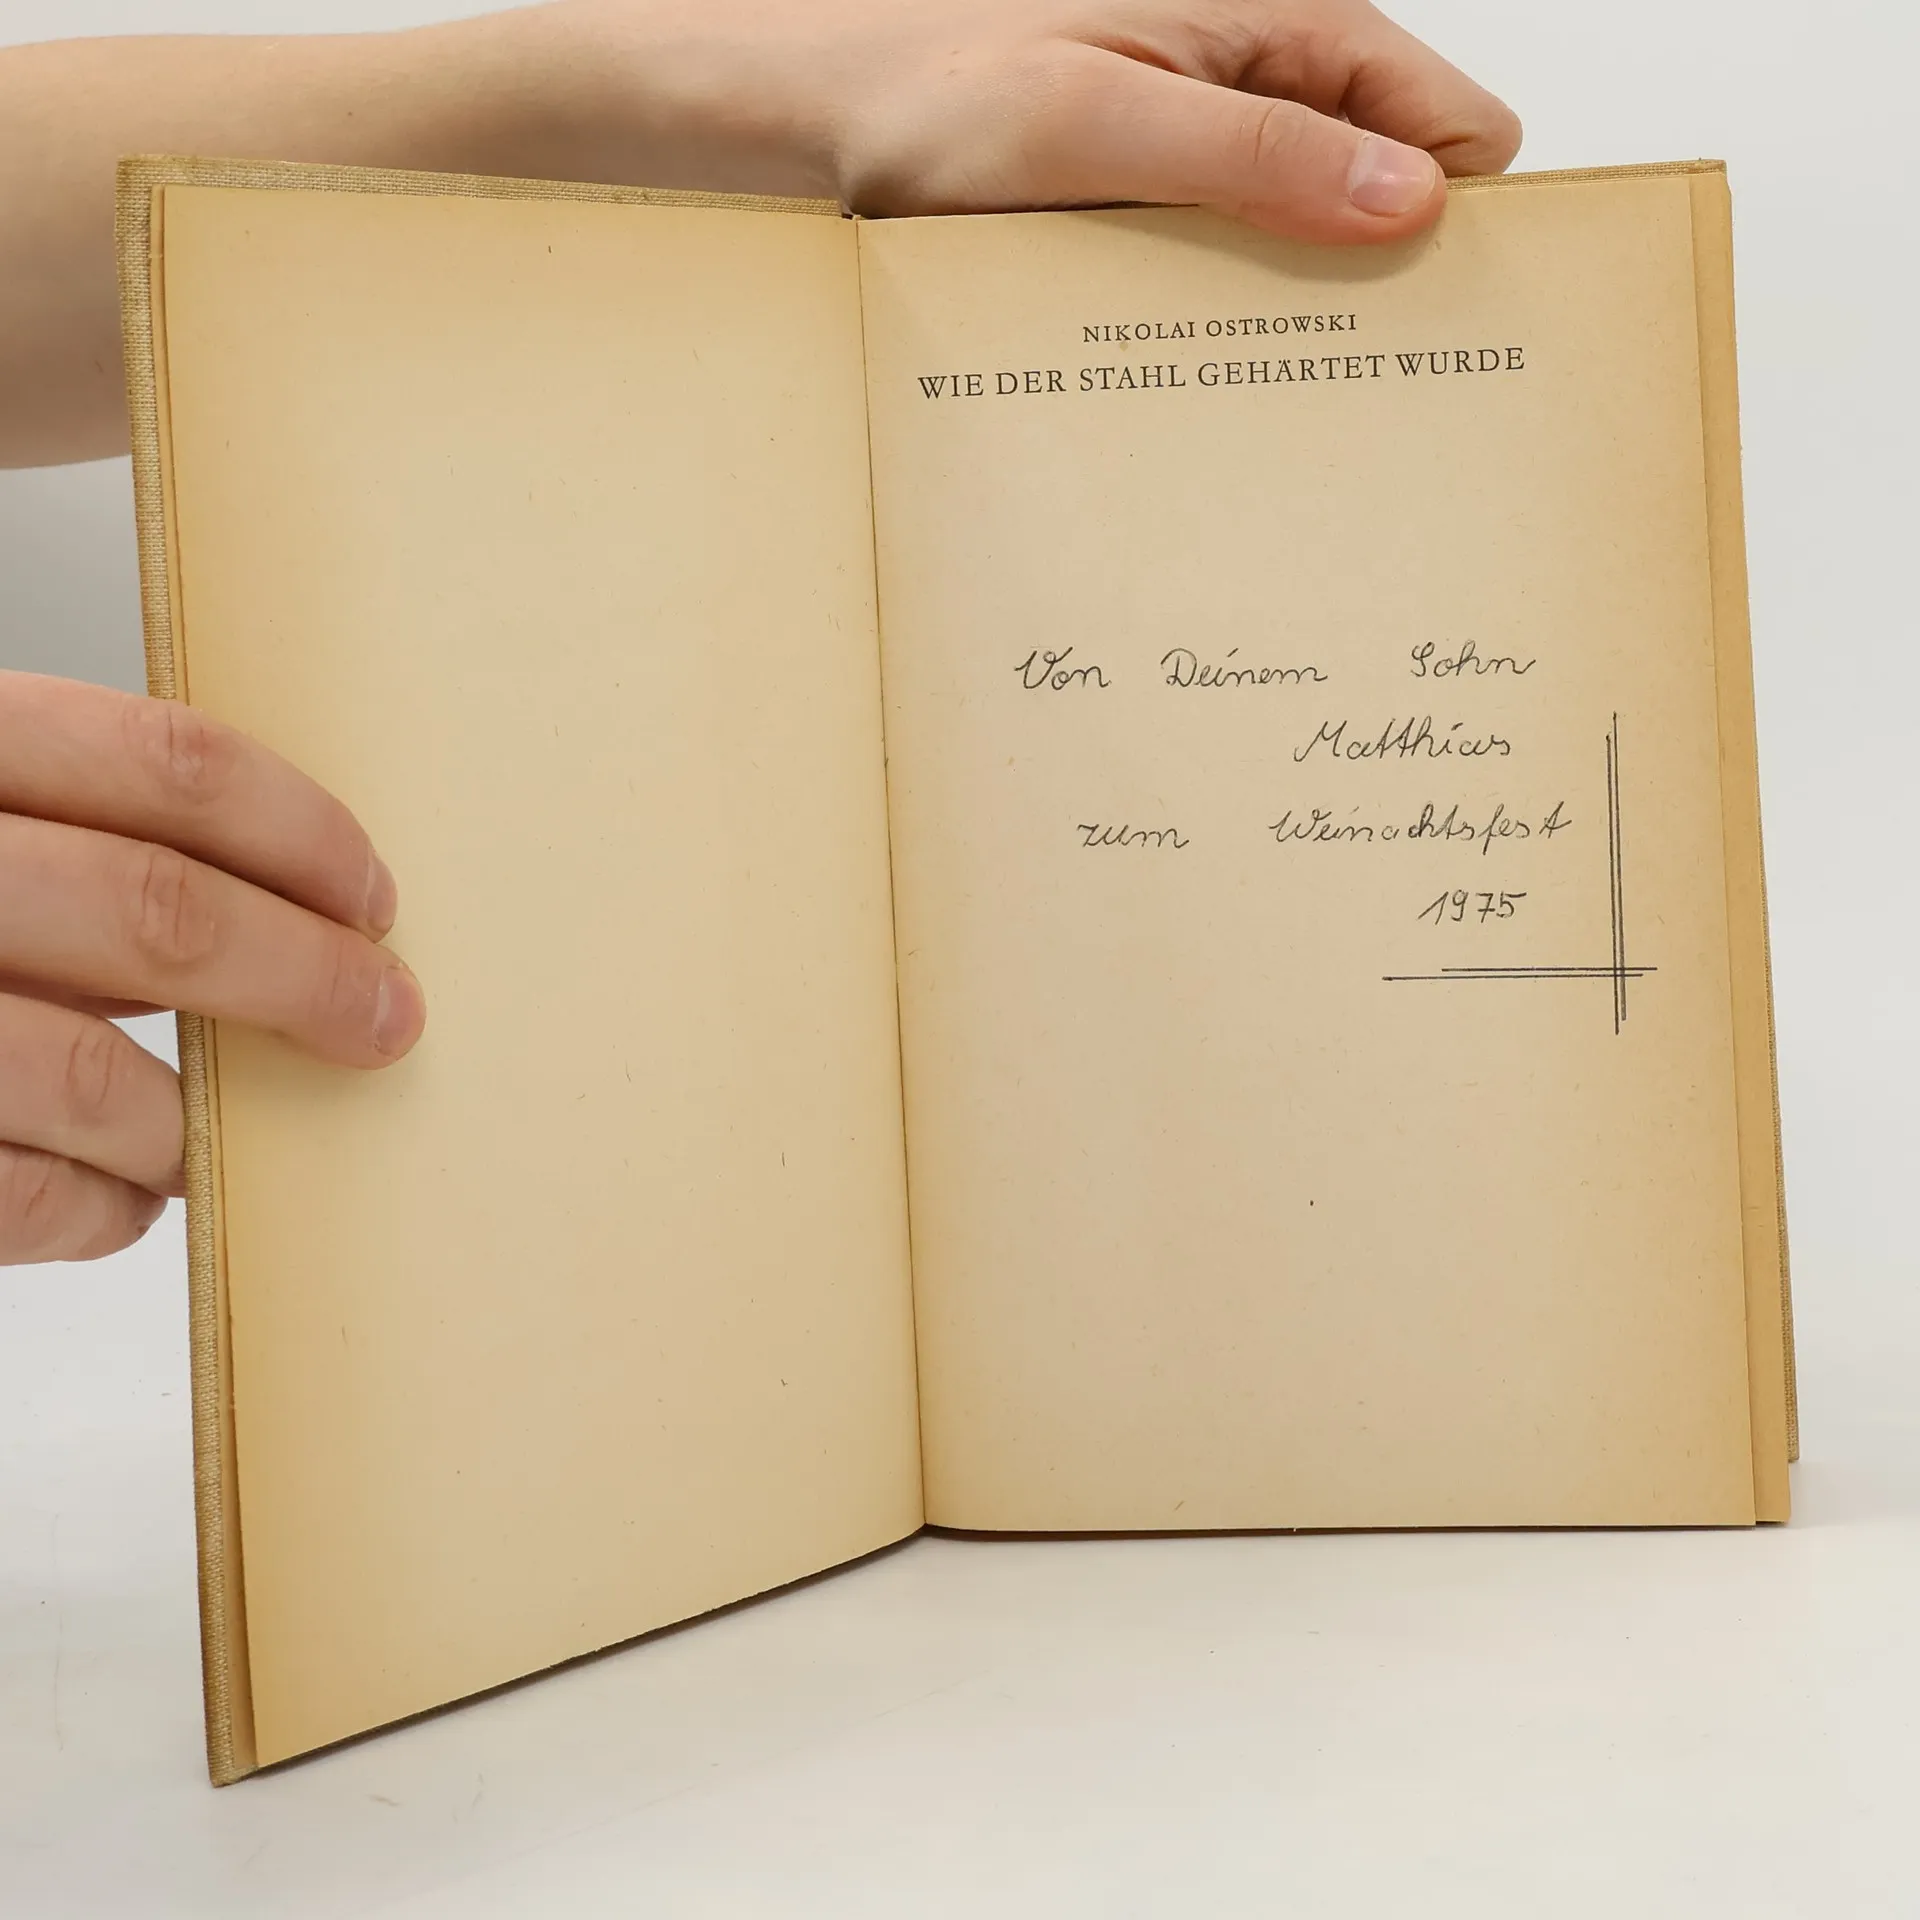 NIKOLAI OSTROWSKI
WIE DER STAHL GEHÄRTET WURDE
Von Deinem Sohn
Matthias
zum Weinachtsfest
1975